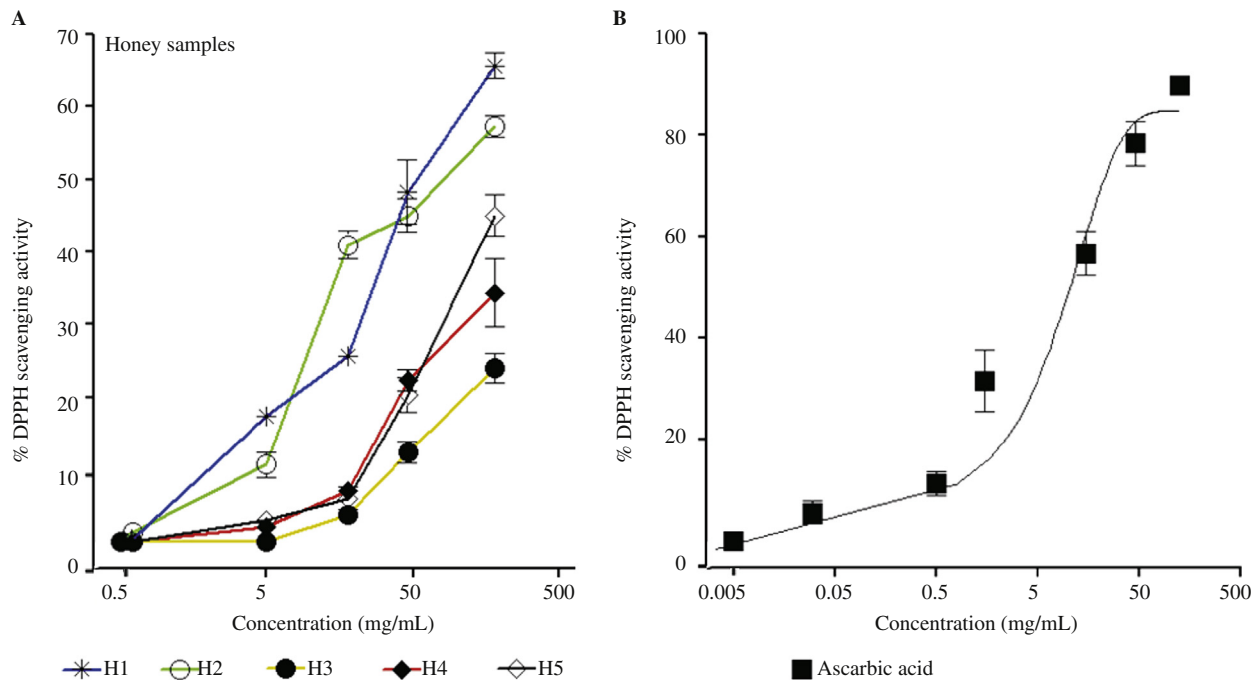 A
Honey samples
% DPPH scavenging activity
70
60
50
40
30
20
10
0
0.5 5 50 500
Concentration (mg/mL)
H1 H2 H3 H4 H5
B
% DPPH scavenging activity
100
80
60
40
20
0
0.005 0.05 0.5 5 50 500
Concentration (mg/mL)
Ascarbic acid